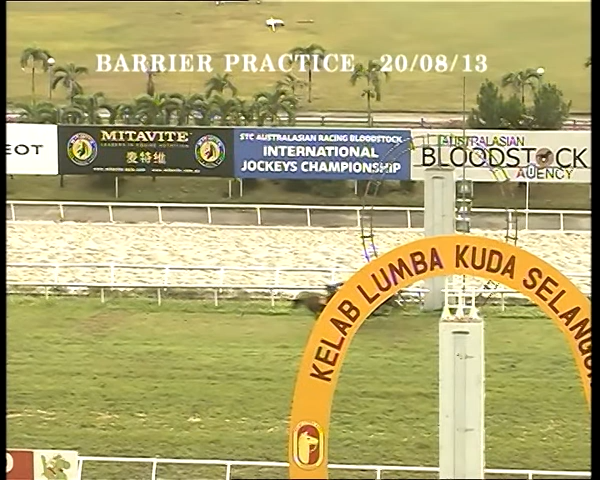 BARRIER PRACTICE 20/08/13
EOT
MITAVITE
LEADERS IN EQUINE NUTRITION
麦特维
STC AUSTRALASIAN RACING BLOODSTOCK
INTERNATIONAL
JOCKEYS CHAMPIONSHIP
AUSTRALASIAN
BLOODSTOCK
AGENCY
KELAB LUMBA KUDA SELANGOR